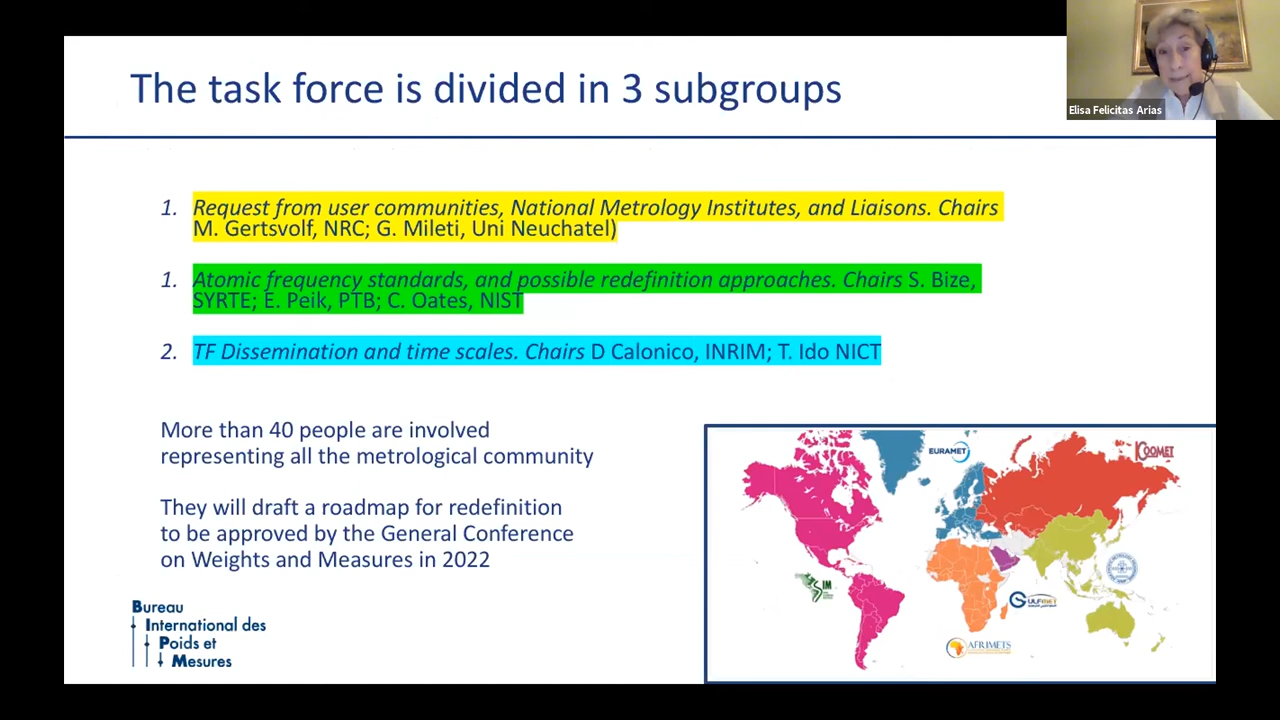 The task force is divided in 3 subgroups
Elisa Felicitas Arias
1. Request from user communities, National Metrology Institutes, and Liaisons. Chairs
M. Gertsvolf, NRC; G. Mileti, Uni Neuchatel)
1. Atomic frequency standards, and possible redefinition approaches. Chairs S. Bize,
SYRTE; E. Peik, PTB; C. Oates, NIST
2. TF Dissemination and time scales. Chairs D Calonico, INRIM; T. Ido NICT
More than 40 people are involved
representing all the metrological community
They will draft a roadmap for redefinition
to be approved by the General Conference
on Weights and Measures in 2022
EURAMET
COOMET
SIM
GULFMET
AFRIMETS
Bureau
International des
Poids et
Mesures